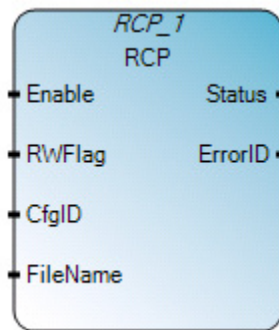 RCP_1
RCP
Enable Status
RWFlag ErrorID
CfgID
FileName